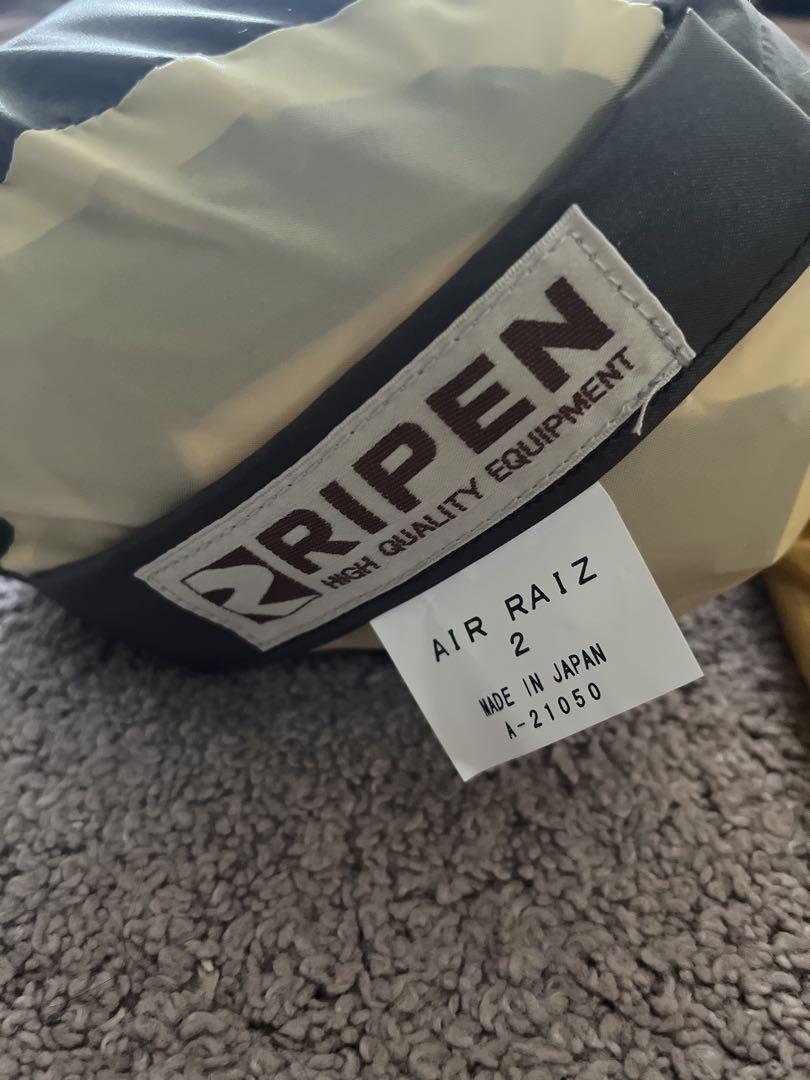 RIPEN
HIGH QUALITY EQUIPMENT
AIR RAIZ
2
MADE IN JAPAN
A-21050